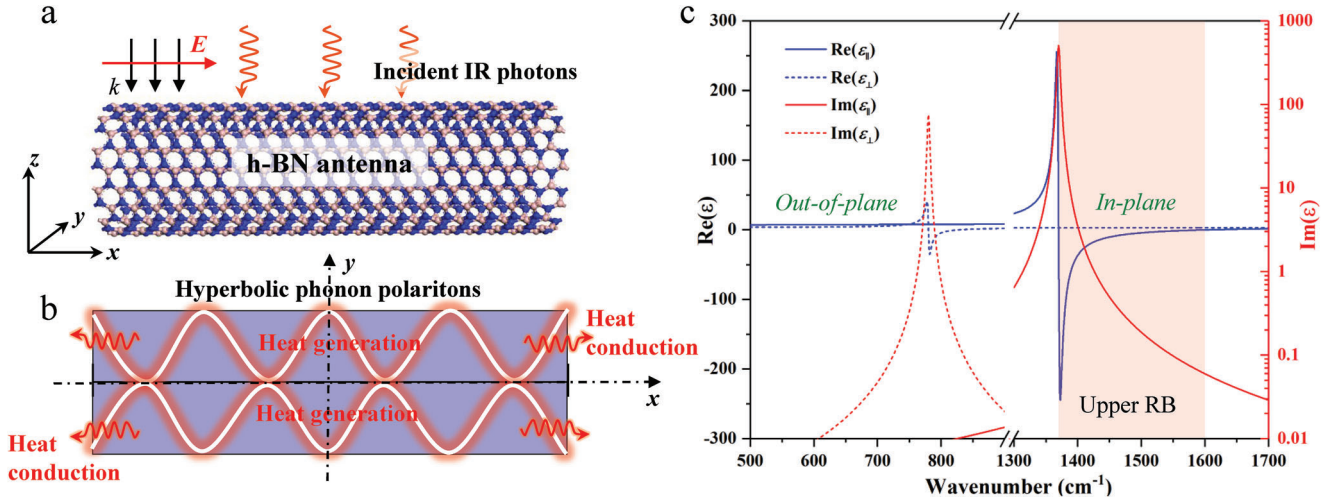 a
E
k
Incident IR photons
h-BN antenna
z
y
x
b
y
Hyperbolic phonon polaritons
Heat generation
Heat
conduction
x
Heat generation
Heat
conduction
c
300
200
100
0
-100
-200
-300
Re(ε)
Re(ε∥)
Re(ε⊥)
Im(ε∥)
Im(ε⊥)
Out-of-plane
In-plane
Upper RB
1000
100
10
1
0.1
0.01
Im(ε)
500 600 700 800 1300 1400 1500 1600 1700
Wavenumber (cm⁻¹)